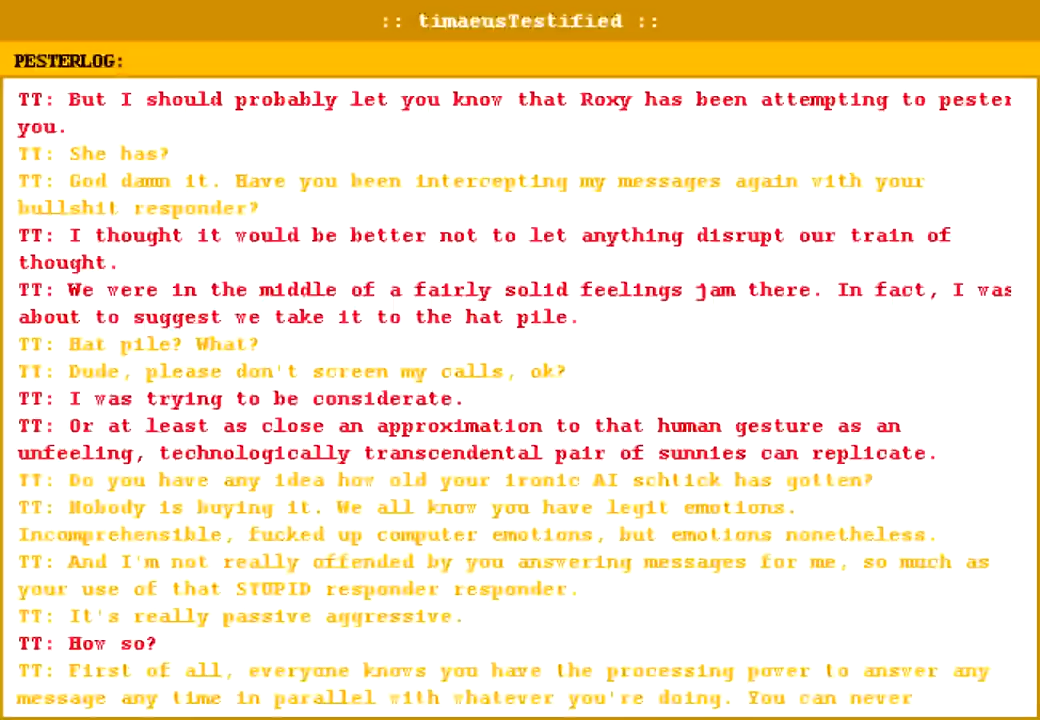 :: timaeusTestified ::
PESTERLOG:
TT: But I should probably let you know that Roxy has been attempting to pester
you.
TT: She has?
TT: God damn it. Have you been intercepting my messages again with your
bullshit responder?
TT: I thought it would be better not to let anything disrupt our train of
thought.
TT: We were in the middle of a fairly solid feelings jam there. In fact, I was
about to suggest we take it to the hat pile.
TT: Hat pile? What?
TT: Dude, please don't screen my calls, ok?
TT: I was trying to be considerate.
TT: Or at least as close an approximation to that human gesture as an
unfeeling, technologically transcendental pair of sunnies can replicate.
TT: Do you have any idea how old your ironic AI schtick has gotten?
TT: Nobody is buying it. We all know you have legit emotions.
Incomprehensible, fucked up computer emotions, but emotions nonetheless.
TT: And I'm not really offended by you answering messages for me, so much as
your use of that STUPID responder responder.
TT: It's really passive aggressive.
TT: How so?
TT: First of all, everyone knows you have the processing power to answer any
message any time in parallel with whatever you're doing. You can never